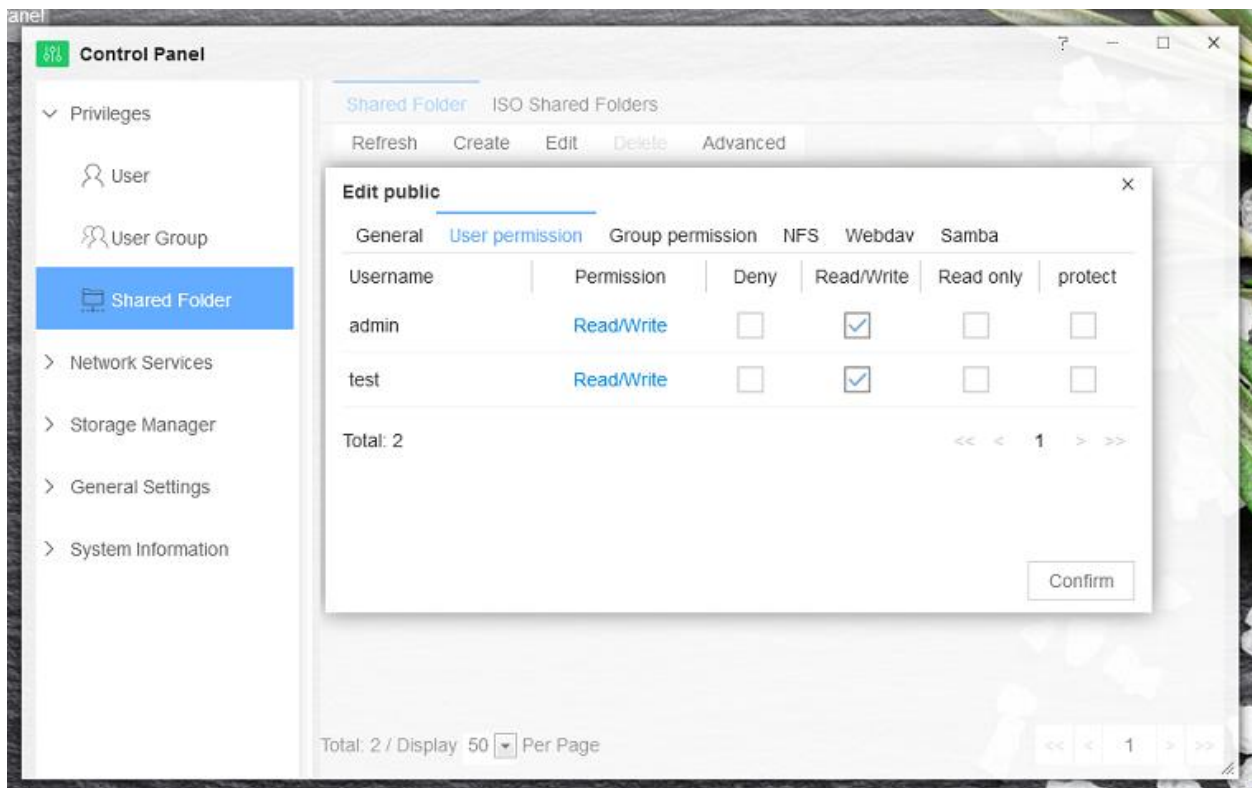 anel
Control Panel
?
Privileges
User
User Group
Shared Folder
Network Services
Storage Manager
General Settings
System Information
Shared Folder ISO Shared Folders
Refresh Create Edit Delete Advanced
Edit public
General User permission Group permission NFS Webdav Samba
Username Permission Deny Read/Write Read only protect
admin Read/Write
test Read/Write
Total: 2 << < 1 > >>
Confirm
Total: 2 / Display 50 Per Page << < 1 > >>